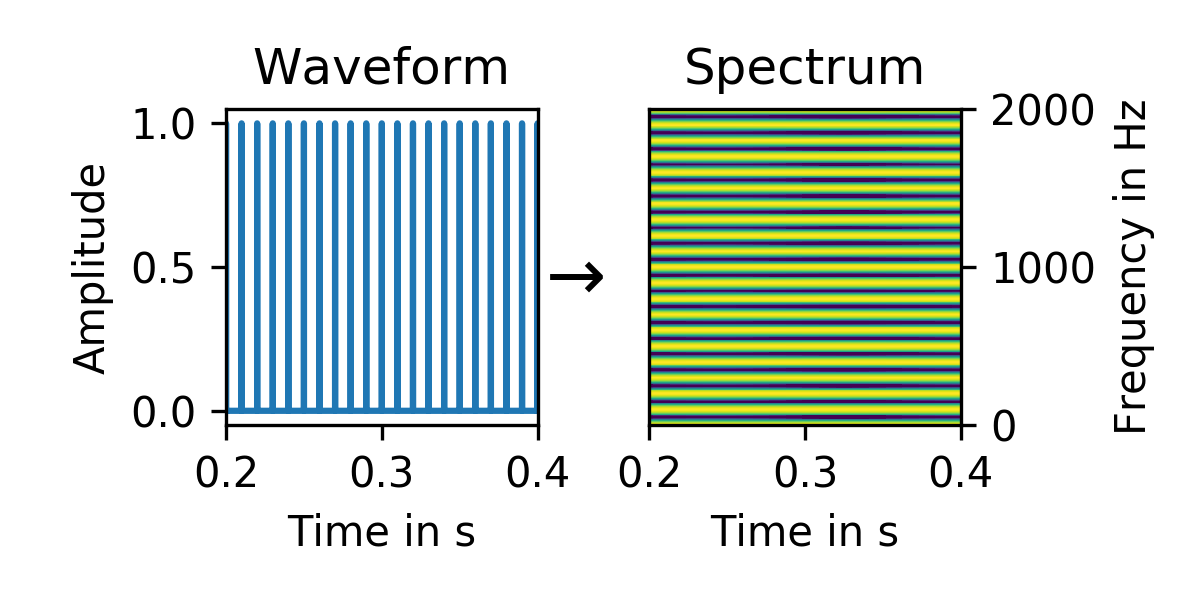 Waveform
Amplitude
1.0
0.5
0.0
0.2 0.3 0.4
Time in s
→
Spectrum
2000
1000
0
Frequency in Hz
0.2 0.3 0.4
Time in s